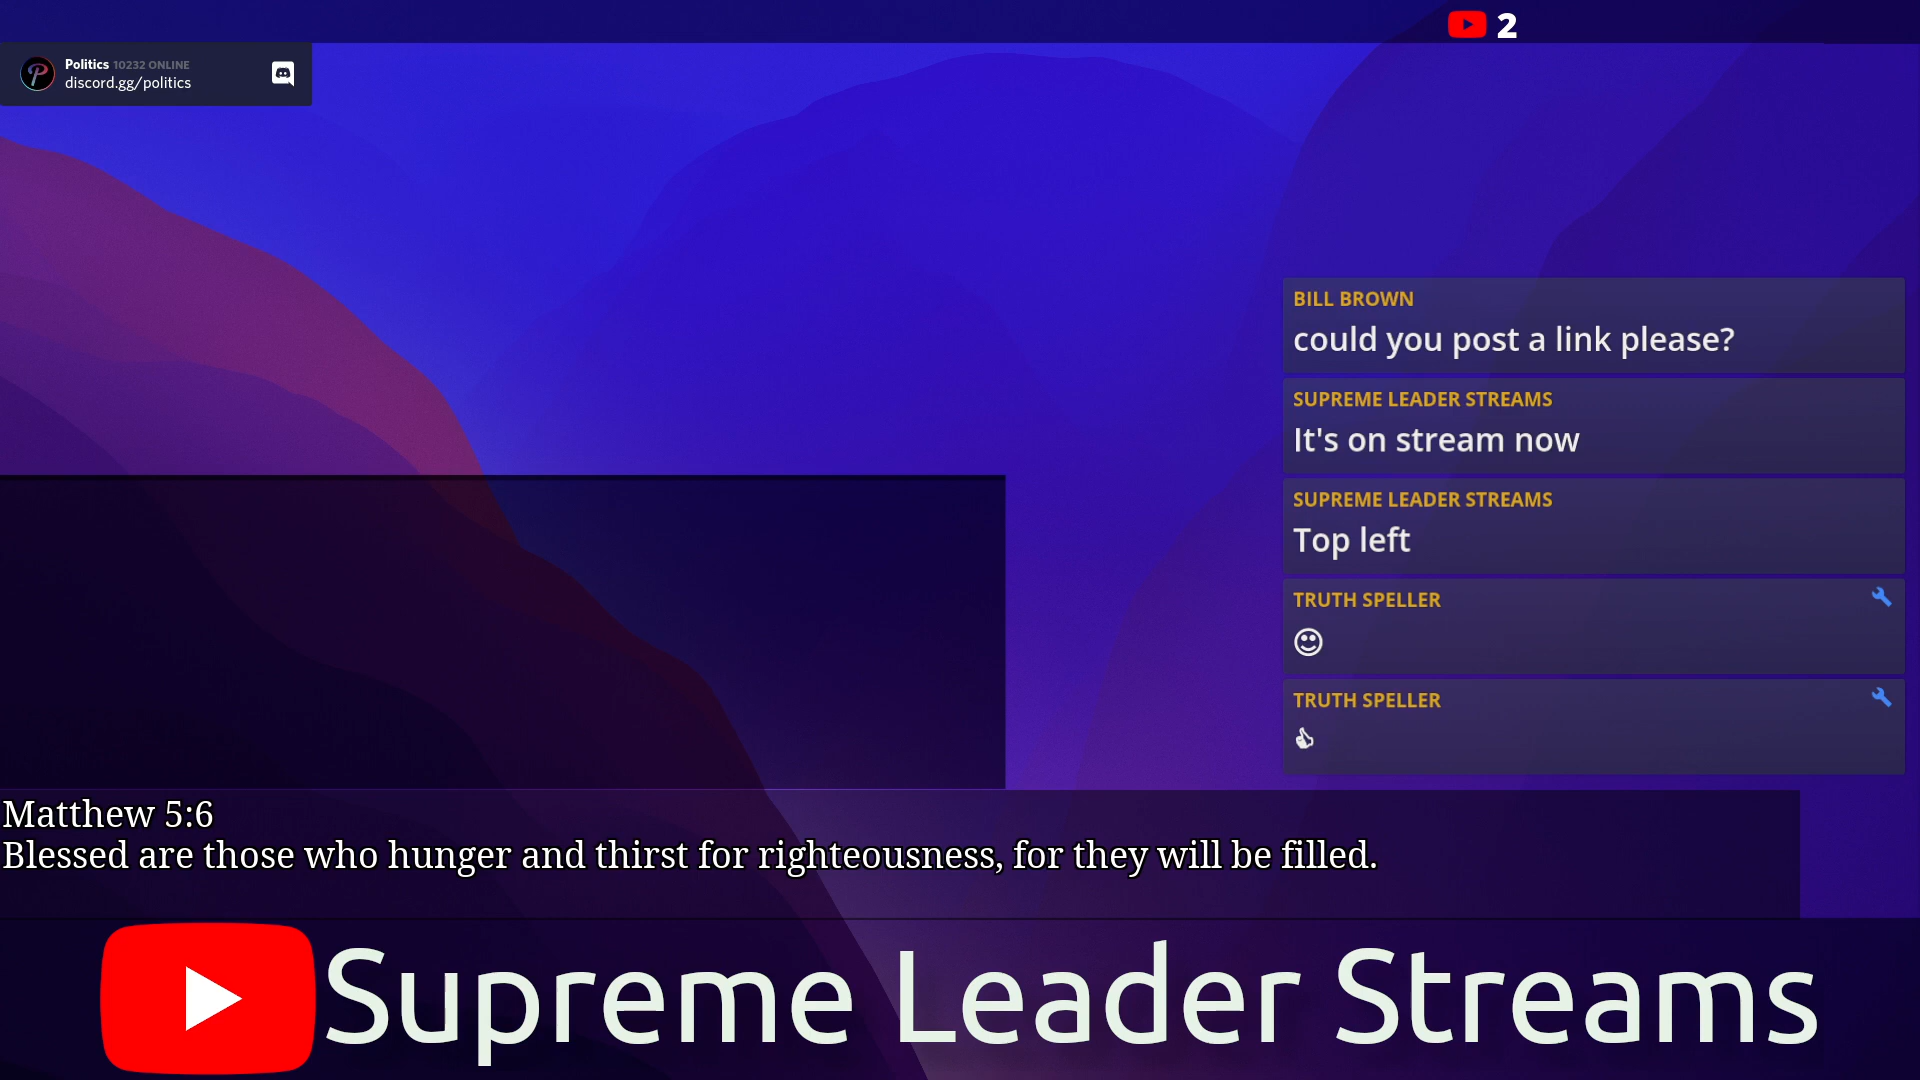 2
Politics 10232 ONLINE
discord.gg/politics
BILL BROWN
could you post a link please?
SUPREME LEADER STREAMS
It's on stream now
SUPREME LEADER STREAMS
Top left
TRUTH SPELLER
TRUTH SPELLER
Matthew 5:6
Blessed are those who hunger and thirst for righteousness, for they will be filled.
Supreme Leader Streams